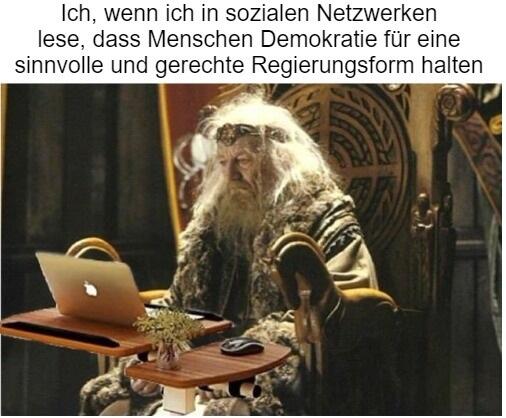 Ich, wenn ich in sozialen Netzwerken
lese, dass Menschen Demokratie für eine
sinnvolle und gerechte Regierungsform halten